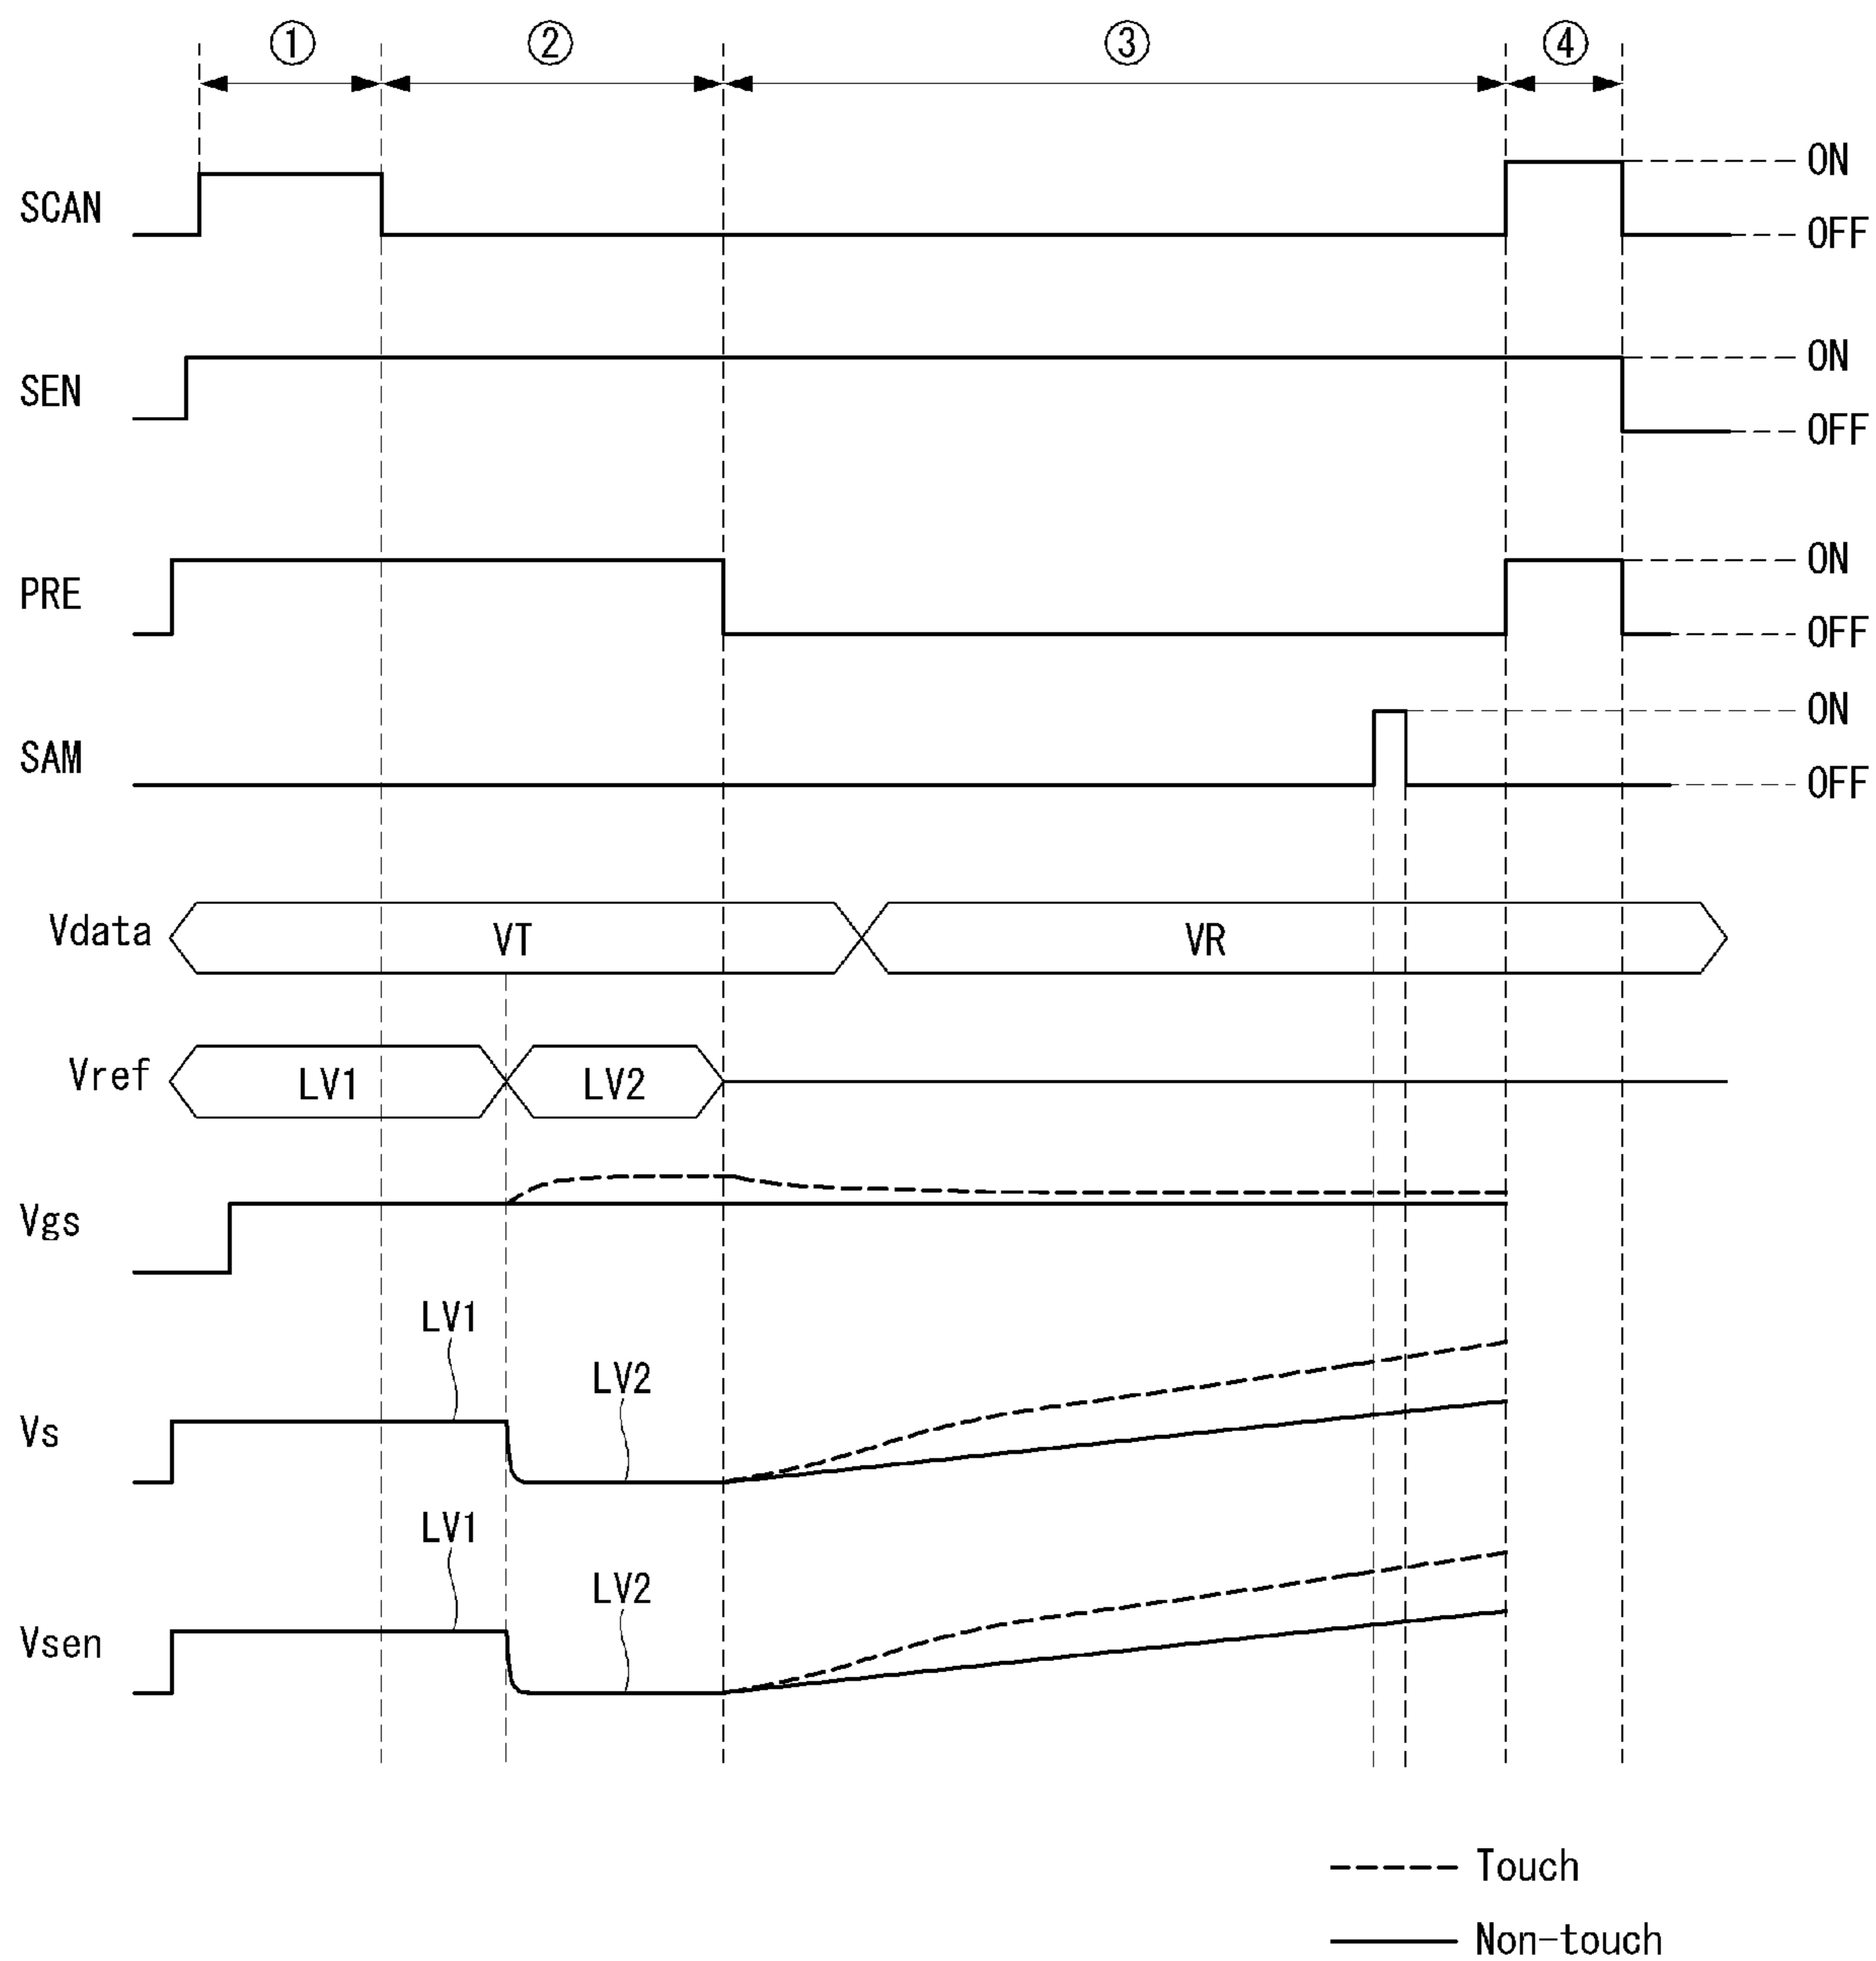 ① ② ③ ④
SCAN ON
OFF
SEN ON
OFF
PRE ON
OFF
SAM ON
OFF
Vdata VT VR
Vref LV1 LV2
Vgs
LV1
LV2
Vs
LV1
LV2
Vsen
Touch
Non-touch